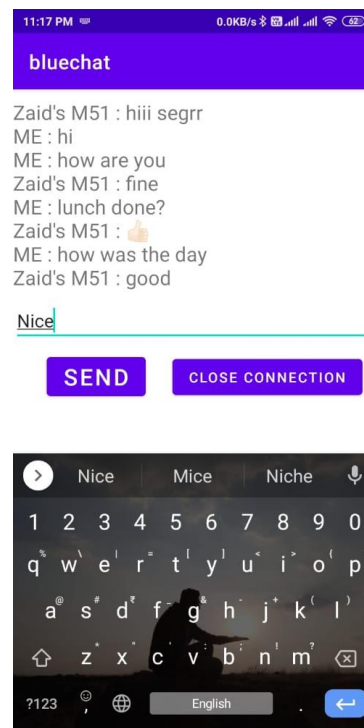 11:17 PM 0.0KB/s 62
bluechat
Zaid's M51 : hiii segrr
ME : hi
ME : how are you
Zaid's M51 : fine
ME : lunch done?
Zaid's M51 : 👍🏻
ME : how was the day
Zaid's M51 : good
Nice
SEND CLOSE CONNECTION
Nice Mice Niche
1 2 3 4 5 6 7 8 9 0
q w e r t y u i o p
a s d f g h j k l
z x c v b n m
?123 , English .